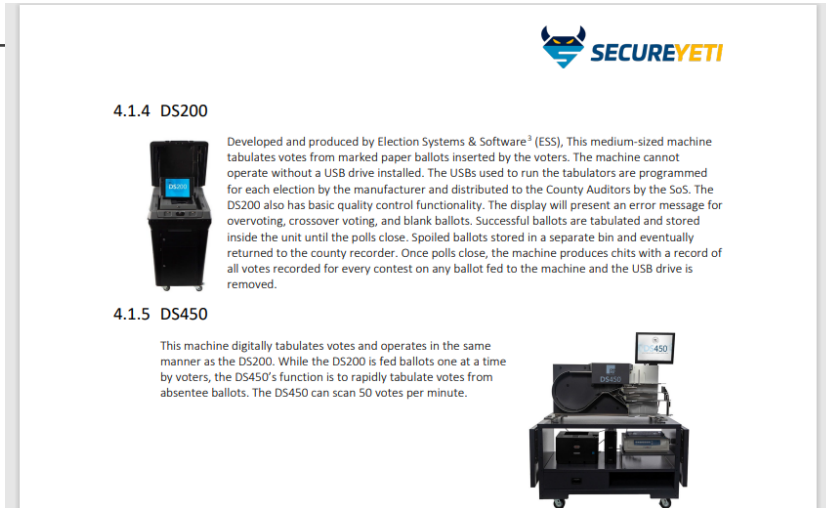 SECUREYETI
4.1.4 DS200
Developed and produced by Election Systems & Software³ (ESS), This medium-sized machine
tabulates votes from marked paper ballots inserted by the voters. The machine cannot
operate without a USB drive installed. The USBs used to run the tabulators are programmed
for each election by the manufacturer and distributed to the County Auditors by the SoS. The
DS200 also has basic quality control functionality. The display will present an error message for
overvoting, crossover voting, and blank ballots. Successful ballots are tabulated and stored
inside the unit until the polls close. Spoiled ballots stored in a separate bin and eventually
returned to the county recorder. Once polls close, the machine produces chits with a record of
all votes recorded for every contest on any ballot fed to the machine and the USB drive is
removed.
DS200
4.1.5 DS450
This machine digitally tabulates votes and operates in the same
manner as the DS200. While the DS200 is fed ballots one at a time
by voters, the DS450's function is to rapidly tabulate votes from
absentee ballots. The DS450 can scan 50 votes per minute.
DS450
DS450